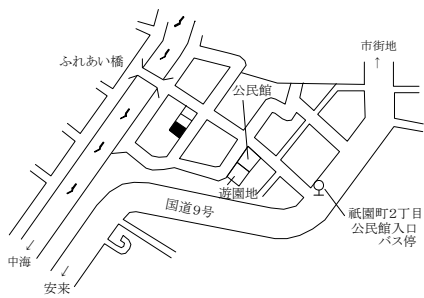 市街地
↑
ふれあい橋
公民館
遊園地
国道9号
祇園町2丁目
公民館入口
バス停
↓
中海
↓
安来